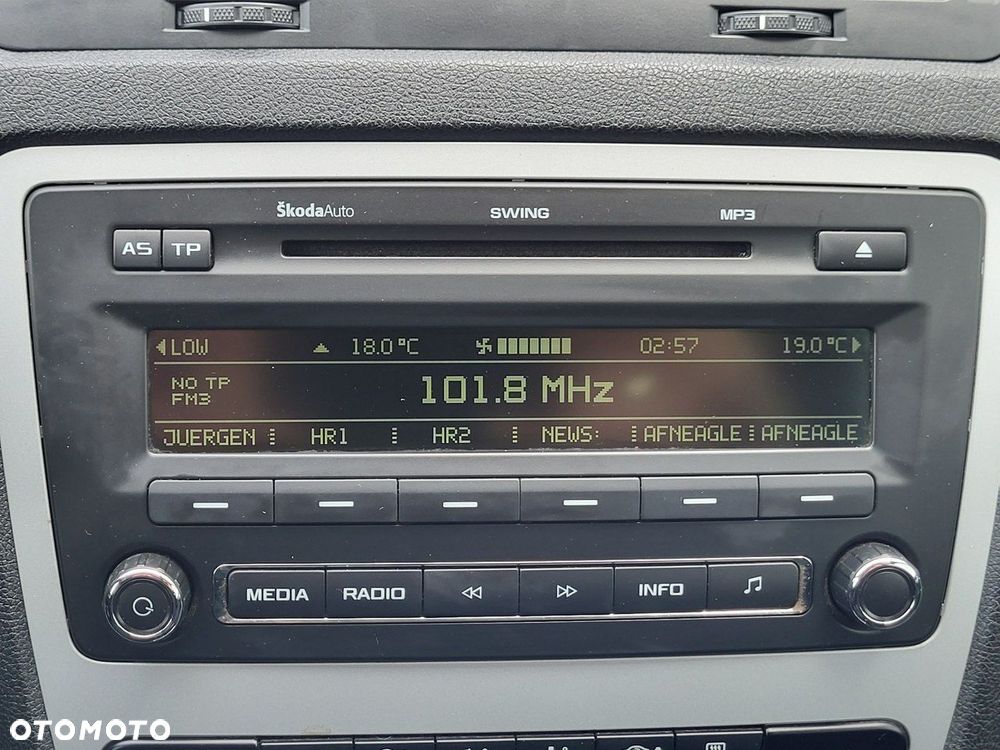 ŠkodaAuto SWING MP3
AS TP
LOW 18.0°C 02:57 19.0°C
NO TP
FM3
101.8 MHz
JUERGEN HR1 HR2 NEWS: AFNEAGLE AFNEAGLE
MEDIA RADIO INFO
OTOMOTO